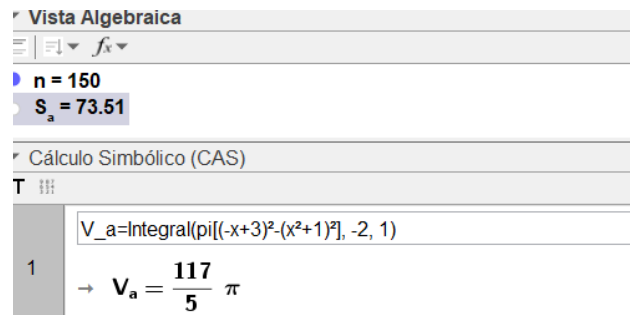 Vista Algebraica
fx
n = 150
Sₐ = 73.51
Cálculo Simbólico (CAS)
T
V_a=Integral(pi[(-x+3)²-(x²+1)²], -2, 1)
1
→ Vₐ = 117/5 π